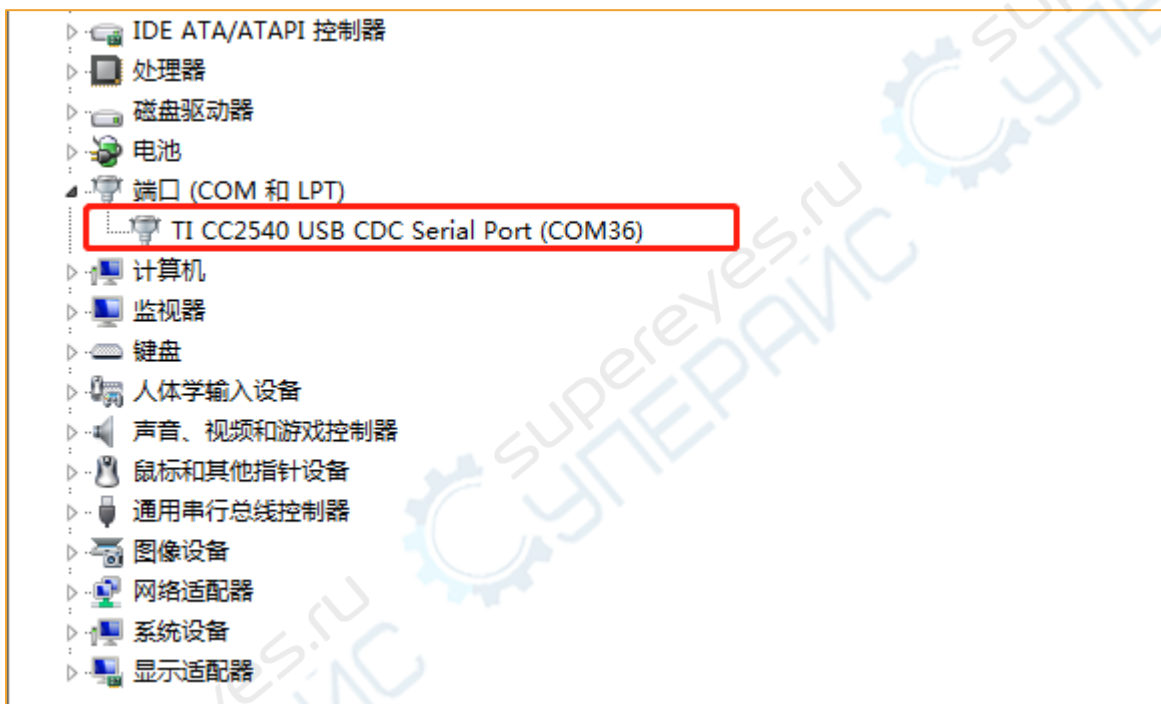 IDE ATA/ATAPI 控制器
处理器
磁盘驱动器
电池
端口 (COM 和 LPT)
TI CC2540 USB CDC Serial Port (COM36)
计算机
监视器
键盘
人体学输入设备
声音、视频和游戏控制器
鼠标和其他指针设备
通用串行总线控制器
图像设备
网络适配器
系统设备
显示适配器
supereyes.ru
СУПЕРАЙС